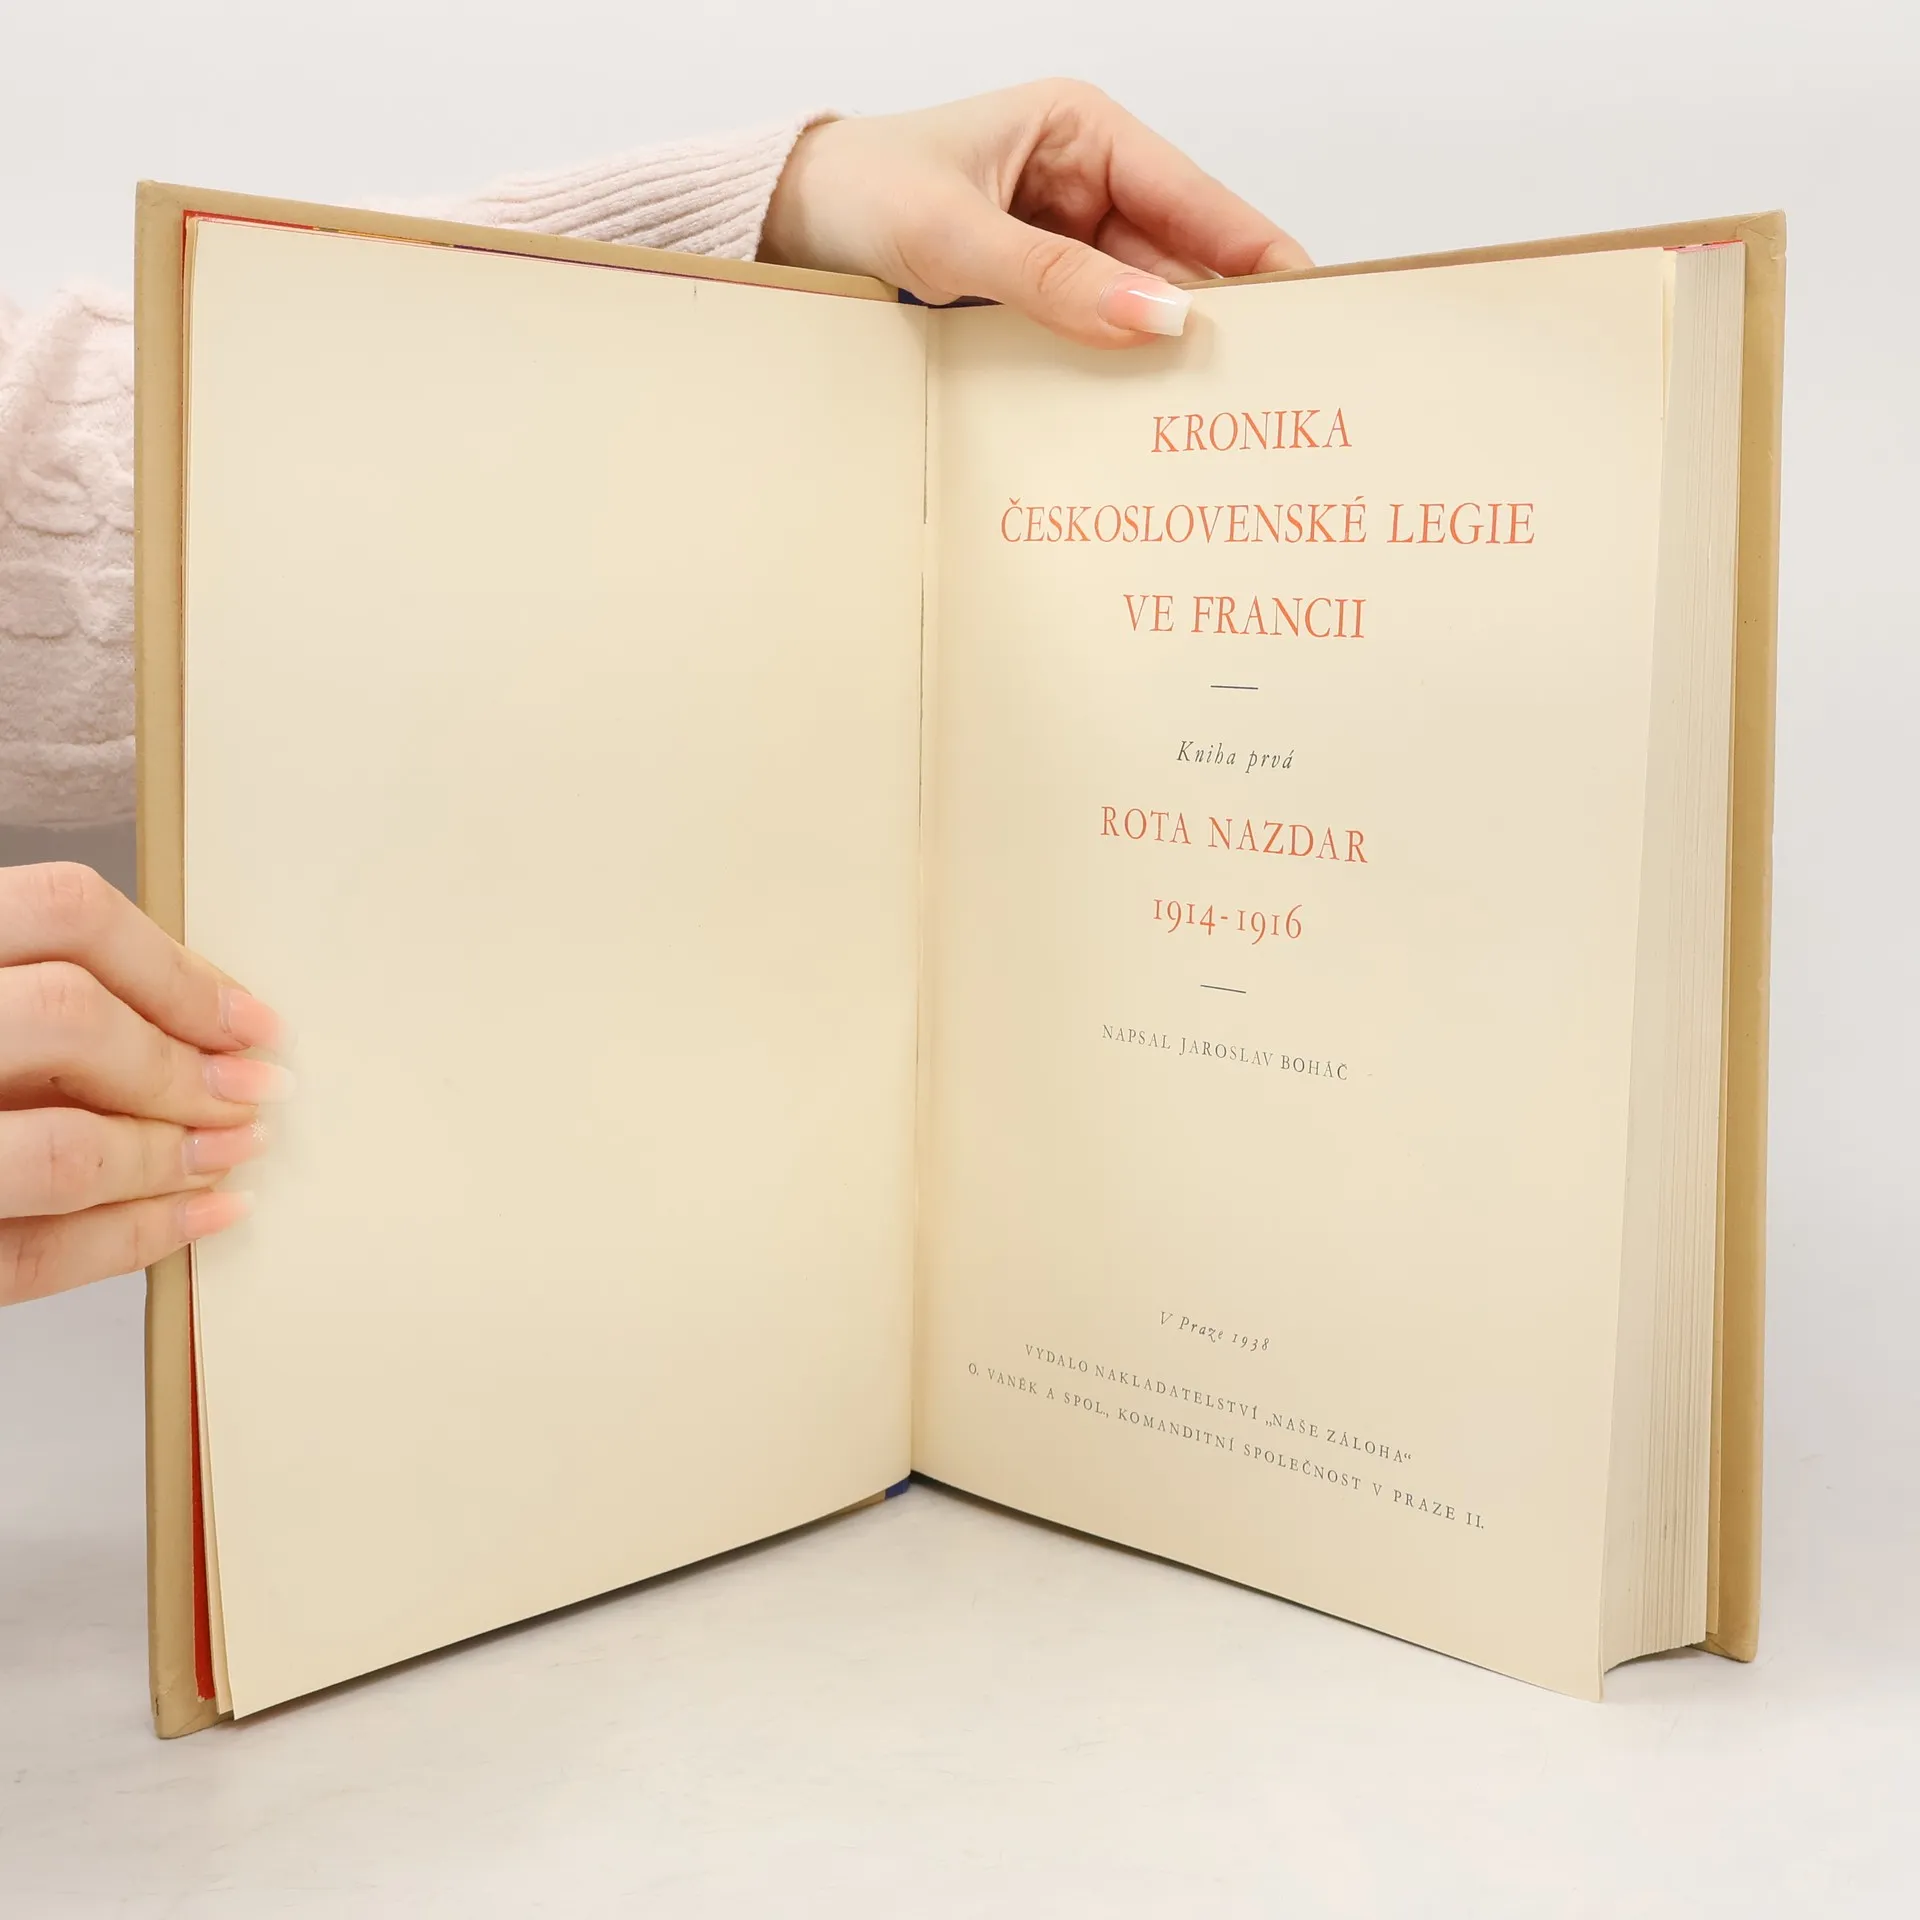 KRONIKA
ČESKOSLOVENSKÉ LEGIE
VE FRANCII
Kniha prvá
ROTA NAZDAR
1914-1916
NAPSAL JAROSLAV BOHÁČ
V Praze 1938
VYDALO NAKLADATELSTVÍ „NAŠE ZÁLOHA“
O. VANĚK A SPOL., KOMANDITNÍ SPOLEČNOST V PRAZE II.